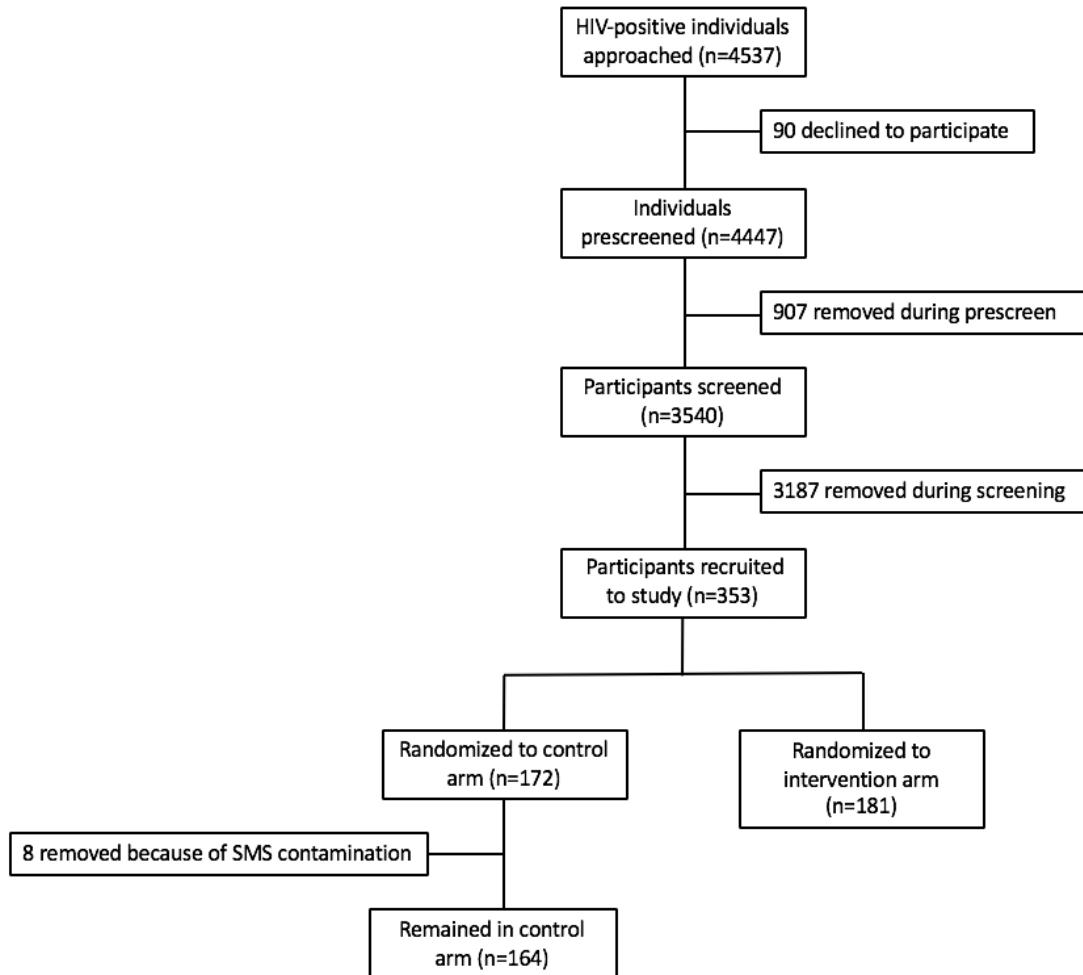 HIV-positive individuals
approached (n=4537)
90 declined to participate
Individuals
prescreened (n=4447)
907 removed during prescreen
Participants screened
(n=3540)
3187 removed during screening
Participants recruited
to study (n=353)
Randomized to control
arm (n=172)
Randomized to
intervention arm
(n=181)
8 removed because of SMS contamination
Remained in control
arm (n=164)